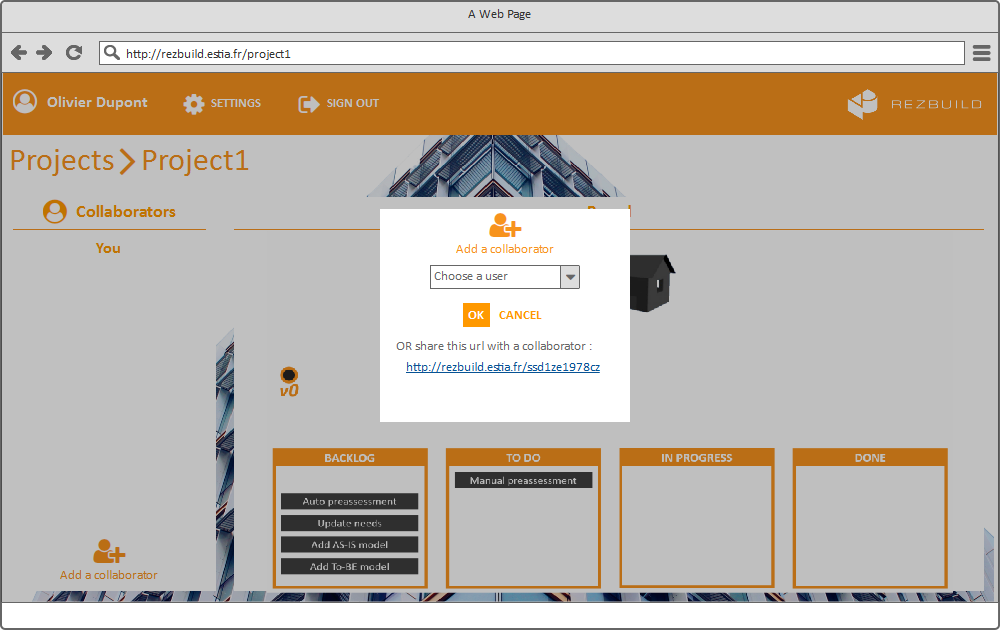 A Web Page
http://rezbuild.estia.fr/project1
Olivier Dupont
SETTINGS
SIGN OUT
REZBUILD
Projects
Project1
Collaborators
You
Add a collaborator
Choose a user
OK
CANCEL
OR share this url with a collaborator :
http://rezbuild.estia.fr/ssd1ze1978cz
v0
BACKLOG
Auto preassessment
Update needs
Add AS-IS model
Add To-BE model
TO DO
Manual preassessment
IN PROGRESS
DONE
Add a collaborator